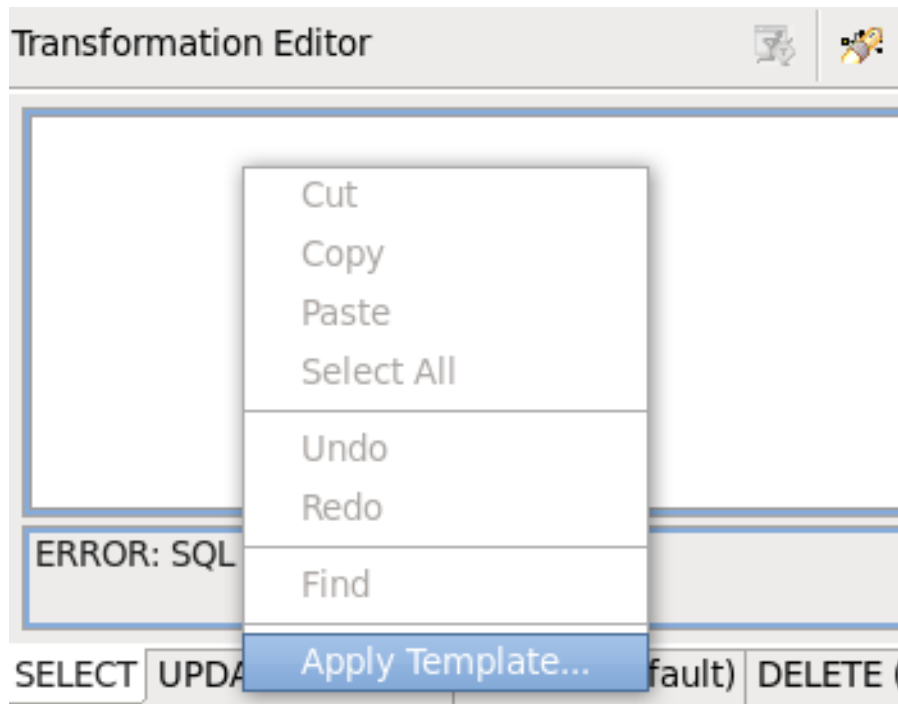 Transformation Editor
Cut
Copy
Paste
Select All
Undo
Redo
ERROR: SQL
Find
Apply Template...
SELECT UPDA fault) DELETE (